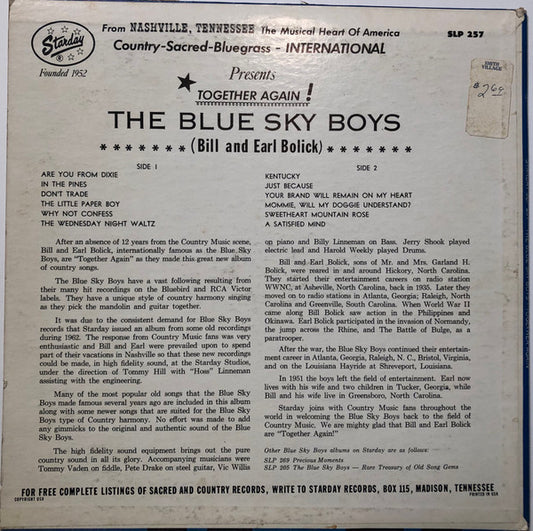 From NASHVILLE, TENNESSEE The Musical Heart Of America
SLP 257
Country-Sacred-Bluegrass - INTERNATIONAL
Starday
Founded 1952
Presents
TOGETHER AGAIN!
THE BLUE SKY BOYS
(Bill and Earl Bolick)
SIDE 1
ARE YOU FROM DIXIE
IN THE PINES
DON'T TRADE
THE LITTLE PAPER BOY
WHY NOT CONFESS
THE WEDNESDAY NIGHT WALTZ
SIDE 2
KENTUCKY
JUST BECAUSE
YOUR BRAND WILL REMAIN ON MY HEART
MOMMIE, WILL MY DOGGIE UNDERSTAND?
SWEETHEART MOUNTAIN ROSE
A SATISFIED MIND
After an absence of 12 years from the Country Music scene,
Bill and Earl Bolick, internationally famous as the Blue Sky
Boys, are "Together Again" as they made this great new album
of country songs.
The Blue Sky Boys have a vast following resulting from
their many hit recordings on the Bluebird and RCA Victor
labels. They have a unique style of country harmony singing
as they pick the mandolin and guitar together.
It was due to the consistent demand for Blue Sky Boys
records that Starday issued an album from some old recordings
during 1962. The response from Country Music fans was very
enthusiastic and Bill and Earl were prevailed upon to spend
part of their vacations in Nashville so that these new recordings
could be made, in high fidelity sound, at the Starday Studios,
under the direction of Tommy Hill with "Hoss" Linneman
assisting with the engineering.
Many of the most popular old songs that the Blue Sky
Boys made famous several years ago are included in this album
along with some newer songs that are suited for the Blue Sky
Boys type of Country harmony. No effort was made to add
any gimmicks to the original and authentic sound of the Blue
Sky Boys.
The high fidelity sound equipment brings out the pure
country sound in all its glory. Accompanying musicians were
Tommy Vaden on fiddle, Pete Drake on steel guitar, Vic Willis
on piano and Billy Linneman on Bass. Jerry Shook played
electric lead and Harold Weekly played Drums.
Bill and Earl Bolick, sons of Mr. and Mrs. Garland H.
Bolick, were reared in and around Hickory, North Carolina.
They started their entertainment careers on radio station
WWNC, at Asheville, North Carolina, back in 1935. Later they
moved on to radio stations in Atlanta, Georgia; Raleigh, North
Carolina and Greenville, South Carolina. When World War II
came along Bill Bolick saw action in the Philippines and
Okinawa. Earl Bolick participated in the invasion of Normandy,
the jump across the Rhine, and The Battle of Bulge, as a
paratrooper.
After the war, the Blue Sky Boys continued their entertain-
ment career in Atlanta, Georgia, Raleigh, N. C., Bristol, Virginia,
and on the Louisiana Hayride at Shreveport, Louisiana.
In 1951 the boys left the field of entertainment. Earl now
lives with his wife and two children in Tucker, Georgia, while
Bill and his wife live in Greensboro, North Carolina.
Starday joins with Country Music fans throughout the
world in welcoming the Blue Sky Boys back to the field of
Country Music. We are mighty glad that Bill and Earl Bolick
are "Together Again!"
Other Blue Sky Boys albums on Starday are as follows:
SLP 269 Precious Moments
SLP 205 The Blue Sky Boys — Rare Treasury of Old Song Gems
FOR FREE COMPLETE LISTINGS OF SACRED AND COUNTRY RECORDS, WRITE TO STARDAY RECORDS, BOX 115, MADISON, TENNESSEE
COPYRIGHT USA
PRINTED IN USA